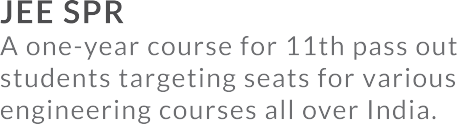 JEE SPR
A one-year course for 11th pass out
students targeting seats for various
engineering courses all over India.